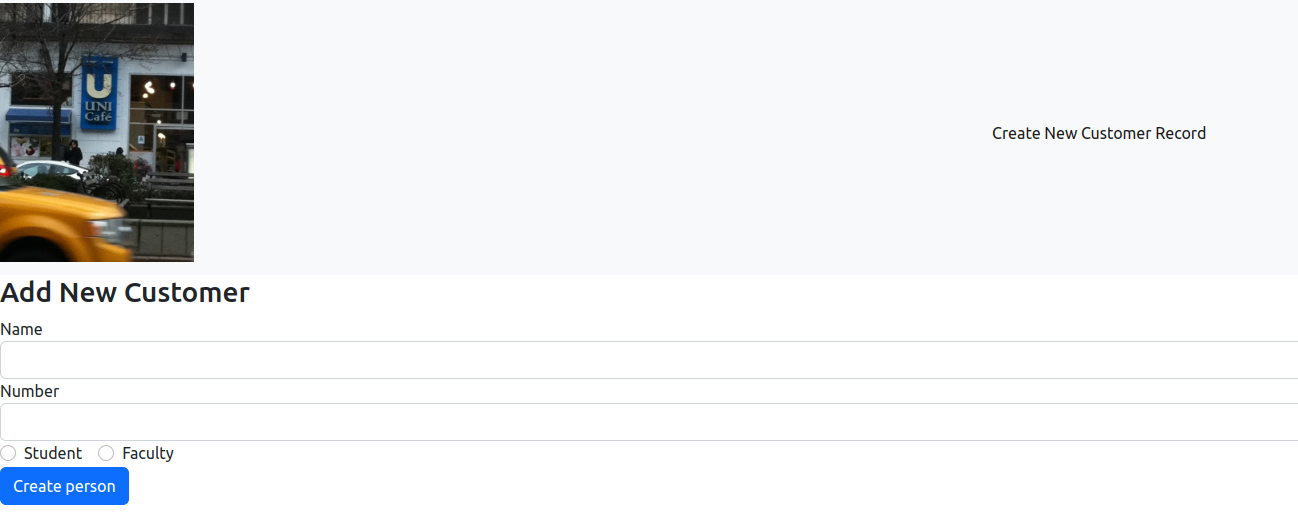 U
UNI
Café
Create New Customer Record
Add New Customer
Name
Number
Student Faculty
Create person